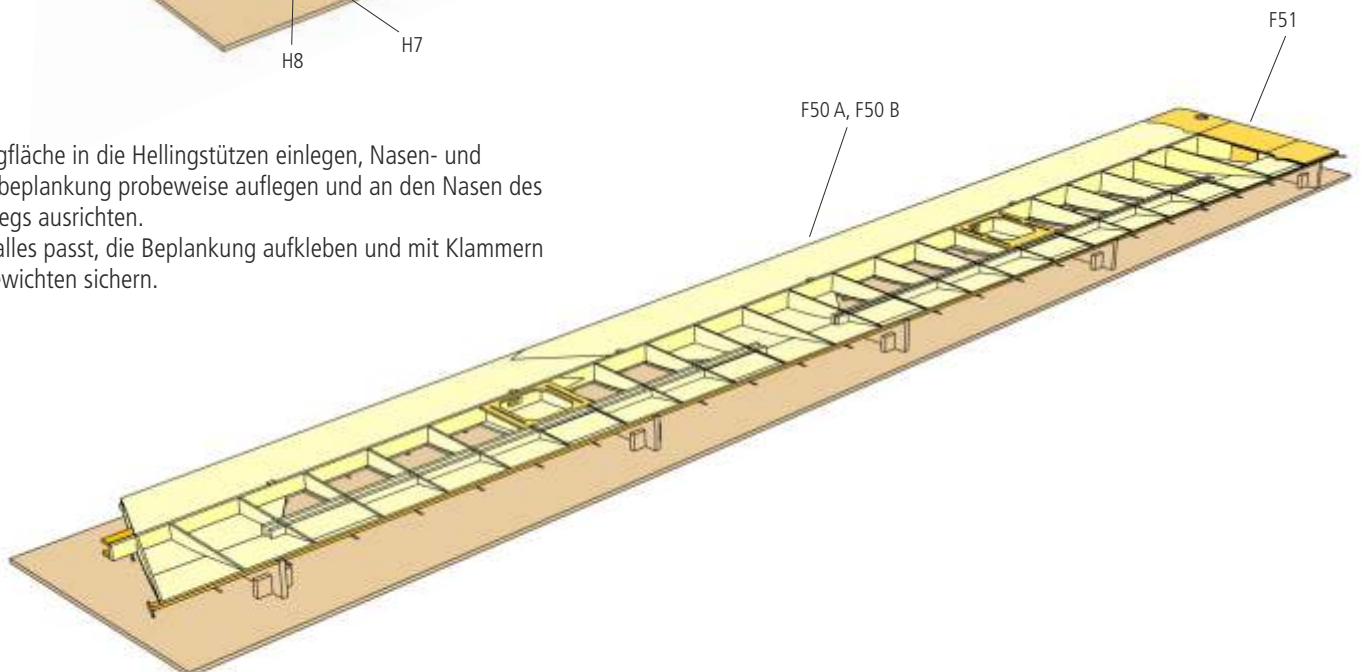 F51
H7
H8
F50 A, F50 B
gfläche in die Hellingstützen einlegen, Nasen- und
beplankung probeweise auflegen und an den Nasen des
egs ausrichten.
alles passt, die Beplankung aufkleben und mit Klammern
ewichten sichern.